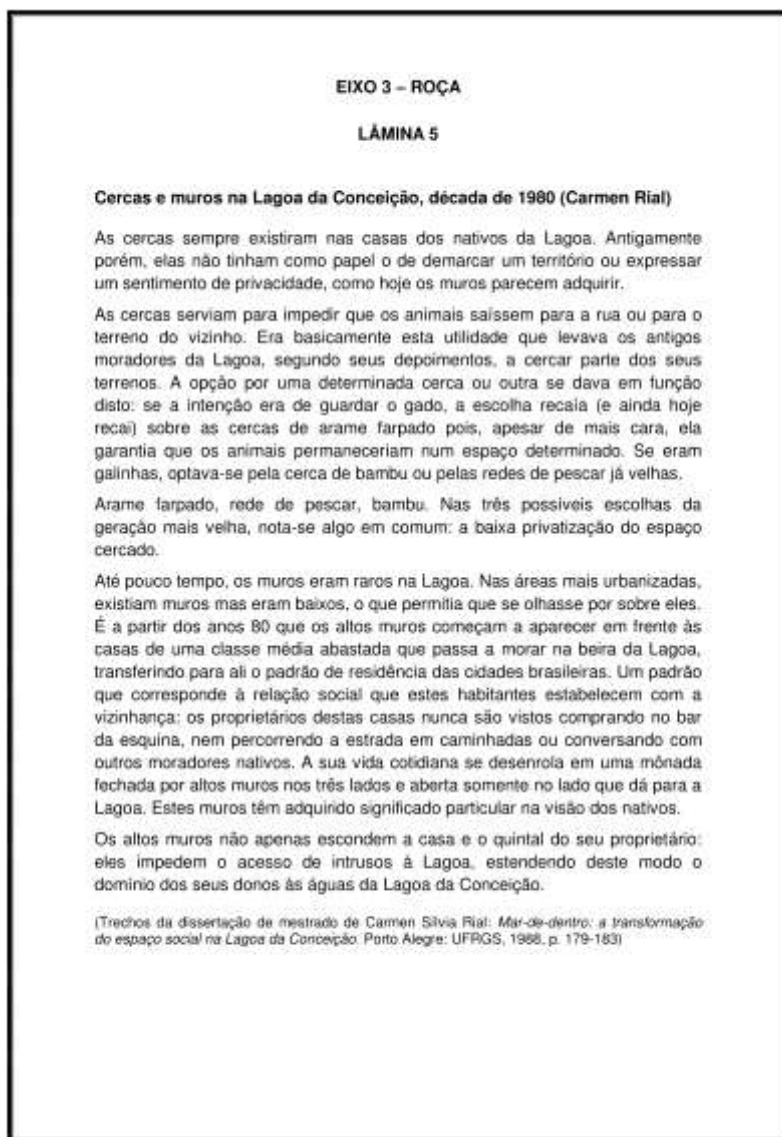 EIXO 3 – ROÇA
LÂMINA 5
Cercas e muros na Lagoa da Conceição, década de 1980 (Carmen Rial)
As cercas sempre existiram nas casas dos nativos da Lagoa. Antigamente
porém, elas não tinham como papel o de demarcar um território ou expressar
um sentimento de privacidade, como hoje os muros parecem adquirir.
As cercas serviam para impedir que os animais saíssem para a rua ou para o
terreno do vizinho. Era basicamente esta utilidade que levava os antigos
moradores da Lagoa, segundo seus depoimentos, a cercar parte dos seus
terrenos. A opção por uma determinada cerca ou outra se dava em função
disto: se a intenção era de guardar o gado, a escolha recaía (e ainda hoje
recai) sobre as cercas de arame farpado pois, apesar de mais cara, ela
garantia que os animais permaneceriam num espaço determinado. Se eram
galinhas, optava-se pela cerca de bambu ou pelas redes de pescar já velhas.
Arame farpado, rede de pescar, bambu. Nas três possíveis escolhas da
geração mais velha, nota-se algo em comum: a baixa privatização do espaço
cercado.
Até pouco tempo, os muros eram raros na Lagoa. Nas áreas mais urbanizadas,
existiam muros mas eram baixos, o que permitia que se olhasse por sobre eles.
É a partir dos anos 80 que os altos muros começam a aparecer em frente às
casas de uma classe média abastada que passa a morar na beira da Lagoa,
transferindo para ali o padrão de residência das cidades brasileiras. Um padrão
que corresponde à relação social que estes habitantes estabelecem com a
vizinhança: os proprietários destas casas nunca são vistos comprando no bar
da esquina, nem percorrendo a estrada em caminhadas ou conversando com
outros moradores nativos. A sua vida cotidiana se desenrola em uma mônada
fechada por altos muros nos três lados e aberta somente no lado que dá para a
Lagoa. Estes muros têm adquirido significado particular na visão dos nativos.
Os altos muros não apenas escondem a casa e o quintal do seu proprietário:
eles impedem o acesso de intrusos à Lagoa, estendendo deste modo o
domínio dos seus donos às águas da Lagoa da Conceição.
(Trechos da dissertação de mestrado de Carmen Silvia Rial: Mar-de-dentro: a transformação
do espaço social na Lagoa da Conceição. Porto Alegre: UFRGS, 1988, p. 179-183)